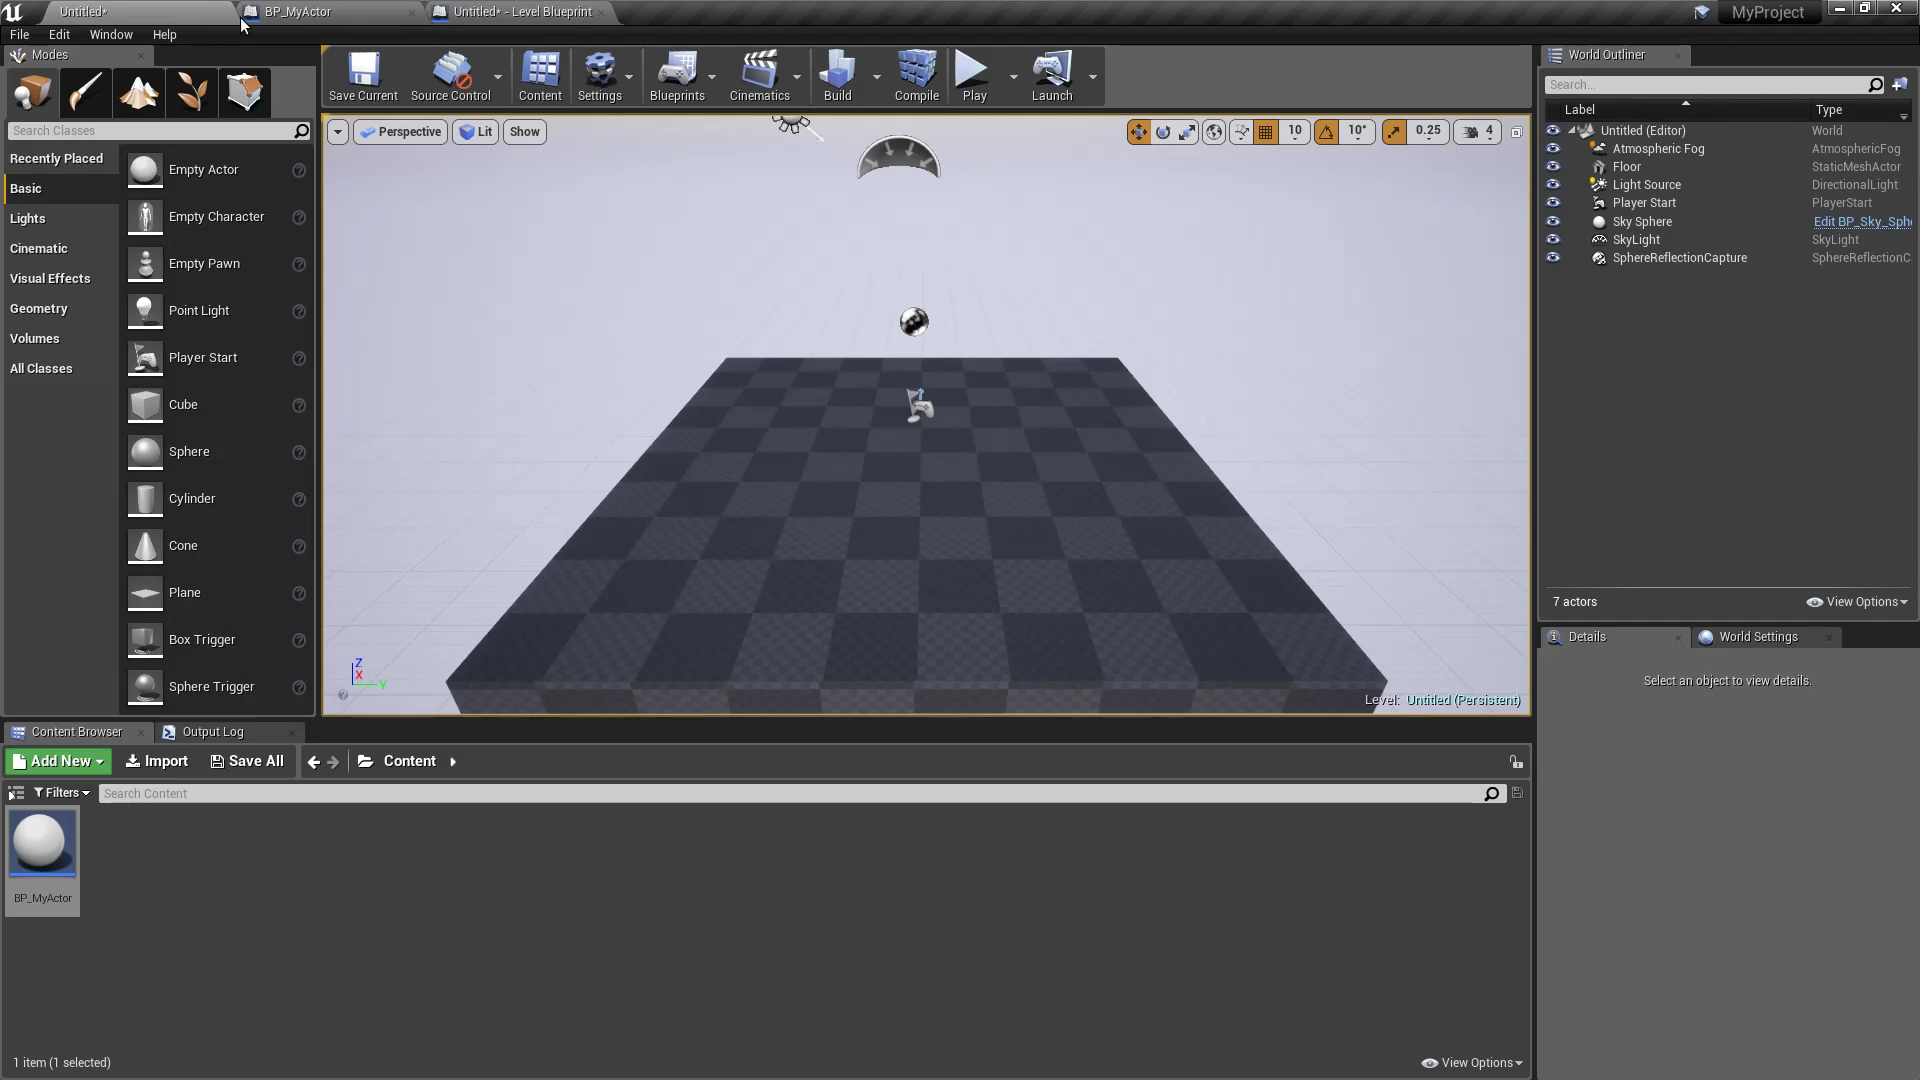 Untitled*
BP_MyActor
Untitled* - Level Blueprint
MyProject
File Edit Window Help
Modes
Save Current
Source Control
Content
Settings
Blueprints
Cinematics
Build
Compile
Play
Launch
World Outliner
Search...
Label Type
Untitled (Editor) World
Atmospheric Fog AtmosphericFog
Floor StaticMeshActor
Light Source DirectionalLight
Player Start PlayerStart
Sky Sphere Edit BP_Sky_Sph
SkyLight SkyLight
SphereReflectionCapture SphereReflectionC
7 actors View Options
Search Classes
Recently Placed
Basic
Lights
Cinematic
Visual Effects
Geometry
Volumes
All Classes
Empty Actor
Empty Character
Empty Pawn
Point Light
Player Start
Cube
Sphere
Cylinder
Cone
Plane
Box Trigger
Sphere Trigger
Perspective Lit Show
10 10° 0.25 4
Z
X
Y
Level: Untitled (Persistent)
Details
World Settings
Select an object to view details.
Content Browser
Output Log
Add New Import Save All Content
Filters Search Content
BP_MyActor
1 item (1 selected)
View Options